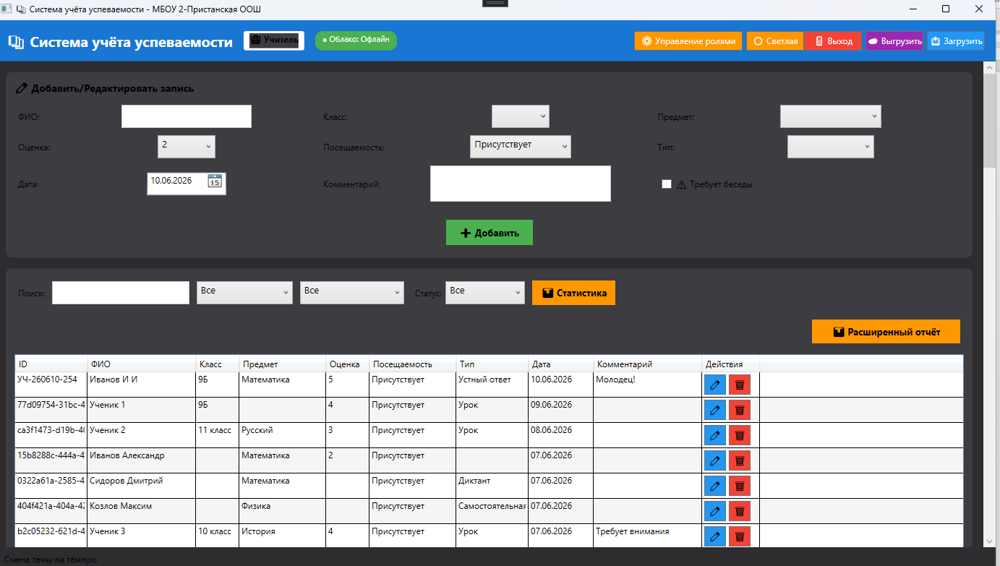 Система учёта успеваемости - МБОУ 2-Пристанская ООШ
Система учёта успеваемости Учитель Облако: Офлайн Управление ролями Светлая Выход Выгрузить Загрузить
Добавить/Редактировать запись
ФИО: Класс: Предмет:
Оценка: 2 Посещаемость: Присутствует Тип:
Дата: 10.06.2026 15 Комментарий: Требует беседы
Добавить
Поиск: Все Все Статус: Все Статистика
Расширенный отчёт
ID ФИО Класс Предмет Оценка Посещаемость Тип Дата Комментарий Действия
УЧ-260610-254 Иванов И И 9Б Математика 5 Присутствует Устный ответ 10.06.2026 Молодец!
77d09754-31bc-4 Ученик 1 9Б 4 Присутствует Урок 09.06.2026
ca3f1473-d19b-40 Ученик 2 11 класс Русский 3 Присутствует Урок 08.06.2026
15b8288c-444a-4 Иванов Александр Математика 2 Присутствует 07.06.2026
0322a61a-2585-4 Сидоров Дмитрий Математика Присутствует Диктант 07.06.2026
404f421a-404a-42 Козлов Максим Физика Присутствует Самостоятельная 07.06.2026
b2c05232-621d-4 Ученик 3 10 класс История 4 Присутствует Урок 07.06.2026 Требует внимания
Смена темы на тёмную